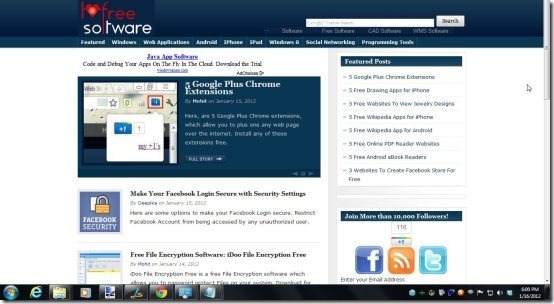 I free
software
Google™ Custom Search
Search
Software Free Software CAD Software WMS Software
Featured Windows Web Applications Android IPhone IPad Windows 8 Social Networking Programming Tools
Java App Software
Code and Debug Your Apps On The Fly In The Cloud. Download the Trial
AdChoices
5 Google Plus Chrome
Extensions
By Mohit on January 15, 2012
Here, are 5 Google Plus Chrome extensions,
which allow you to plus one any web page
over the internet. Install any of these
extensions free.
FULL STORY
+1
1
my +1's
Make Your Facebook Login Secure with Security Settings
By Deepika on January 15, 2012
Here are some options to make your Facebook Login secure. Restrict
Facebook Account from being accessed by any unauthorized user.
FACEBOOK
SECURITY
Free File Encryption Software: iDoo File Encryption Free
By Mohit on January 14, 2012
iDoo File Encryption Free is a free File Encryption software which
allows you to password protect Files on your system. Download for
Featured Posts
~ 5 Google Plus Chrome Extensions
~ 5 Free Drawing Apps for iPhone
~ 5 Free Websites To View Jewelry Designs
~ 5 Free Wikipedia Apps for iPhone
~ 5 Free Wikipedia App for Android
~ 5 Free Online PDF Reader Websites
~ 5 Free Android eBook Readers
~ 3 Websites To Create Facebook Store For
Free
Join More than 10,000 Followers!
116
+1
Enter your Email Address
6:00 PM
1/16/2012